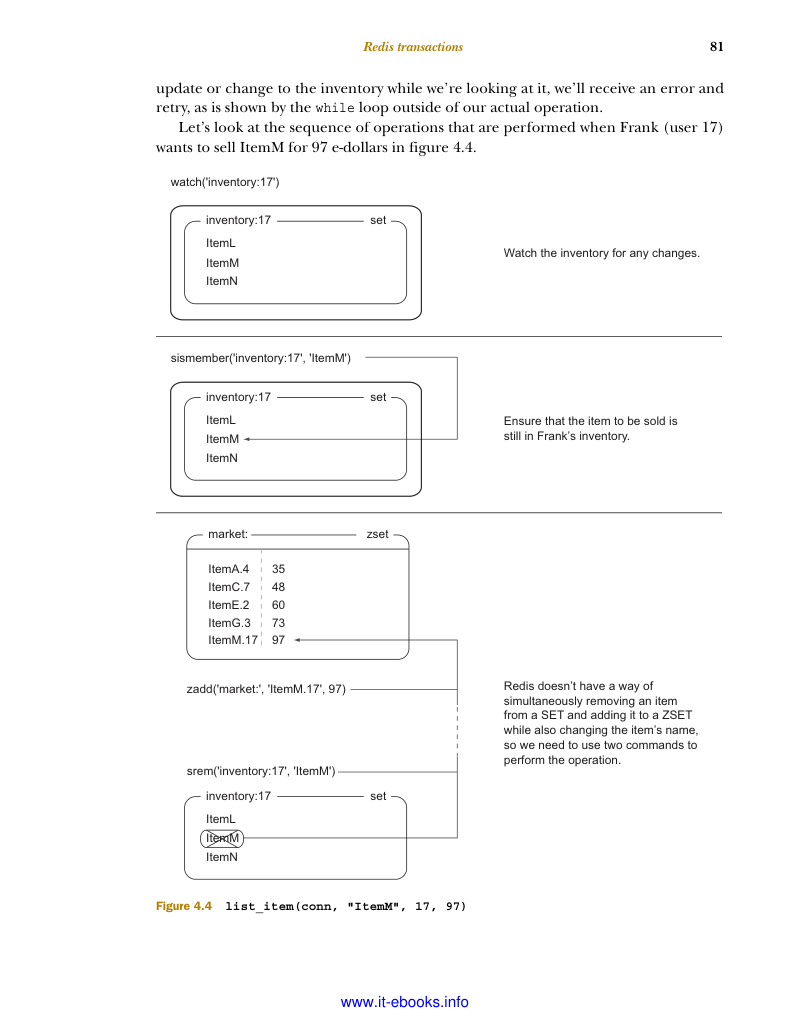 Redis transactions 81
update or change to the inventory while we're looking at it, we'll receive an error and
retry, as is shown by the while loop outside of our actual operation.
Let's look at the sequence of operations that are performed when Frank (user 17)
wants to sell ItemM for 97 e-dollars in figure 4.4.
watch('inventory:17')
inventory:17 set
ItemL
ItemM
ItemN
Watch the inventory for any changes.
sismember('inventory:17', 'ItemM')
inventory:17 set
ItemL
ItemM
ItemN
Ensure that the item to be sold is
still in Frank's inventory.
market: zset
ItemA.4 35
ItemC.7 48
ItemE.2 60
ItemG.3 73
ItemM.17 97
zadd('market:', 'ItemM.17', 97)
Redis doesn't have a way of
simultaneously removing an item
from a SET and adding it to a ZSET
while also changing the item's name,
so we need to use two commands to
perform the operation.
srem('inventory:17', 'ItemM')
inventory:17 set
ItemL
ItemM
ItemN
Figure 4.4 list_item(conn, "ItemM", 17, 97)
www.it-ebooks.info